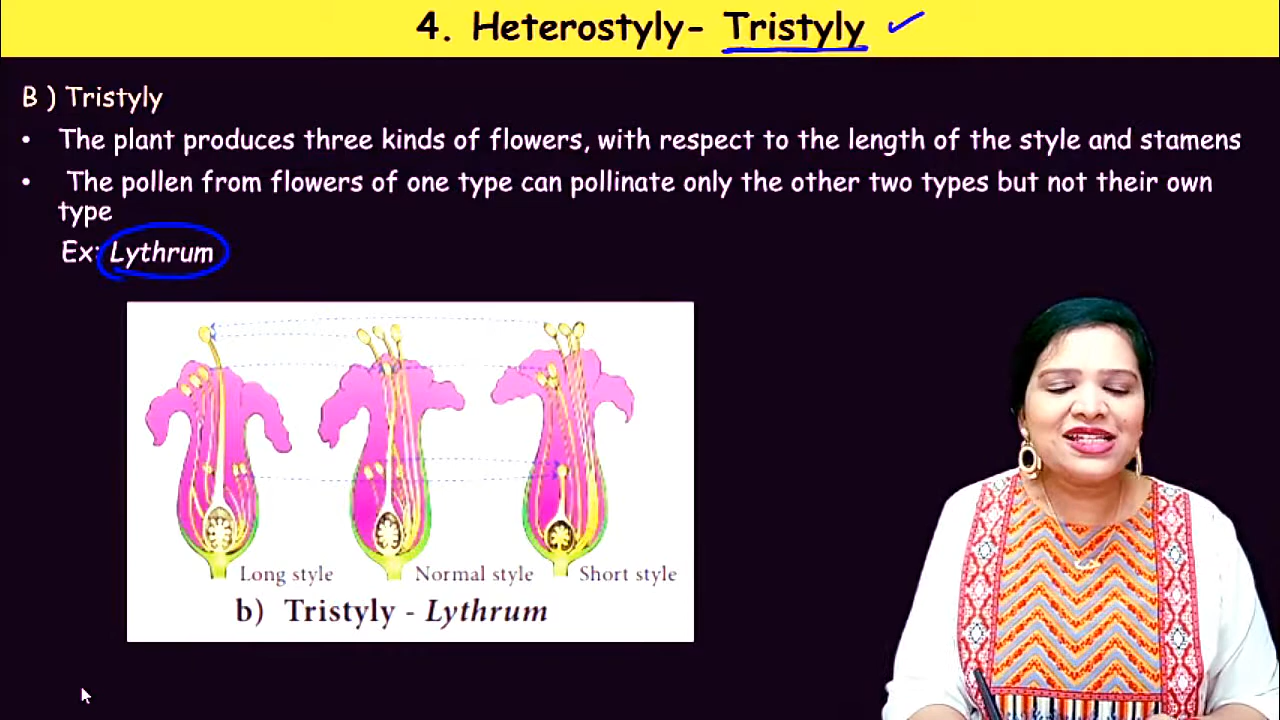 4. Heterostyly- Tristyly
B ) Tristyly
• The plant produces three kinds of flowers, with respect to the length of the style and stamens
• The pollen from flowers of one type can pollinate only the other two types but not their own
type
Ex: Lythrum
Long style Normal style Short style
b) Tristyly - Lythrum